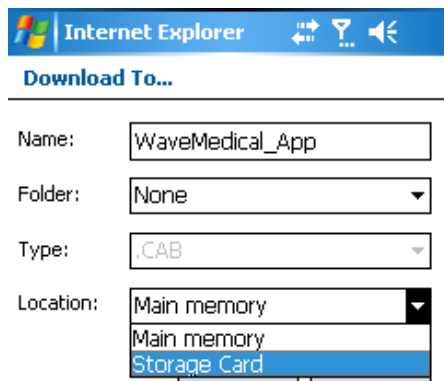 Internet Explorer
Download To...
Name: WaveMedical_App
Folder: None
Type: .CAB
Location: Main memory
Main memory
Storage Card